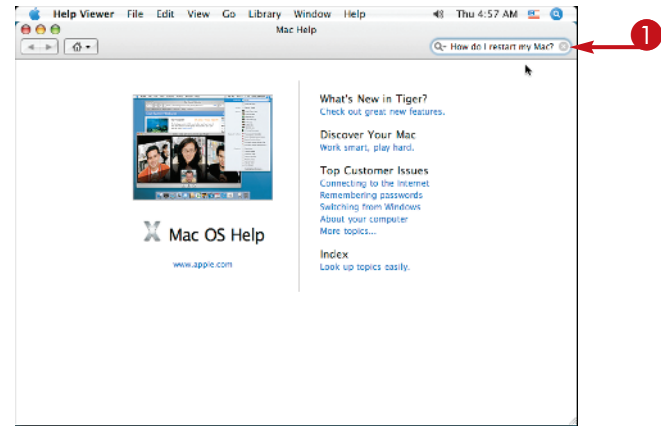 Help Viewer File Edit View Go Library Window Help Thu 4:57 AM
Mac Help
How do I restart my Mac?
1
What's New in Tiger?
Check out great new features.
Discover Your Mac
Work smart, play hard.
Top Customer Issues
Connecting to the Internet
Remembering passwords
Switching from Windows
About your computer
More topics...
Index
Look up topics easily.
X Mac OS Help
www.apple.com